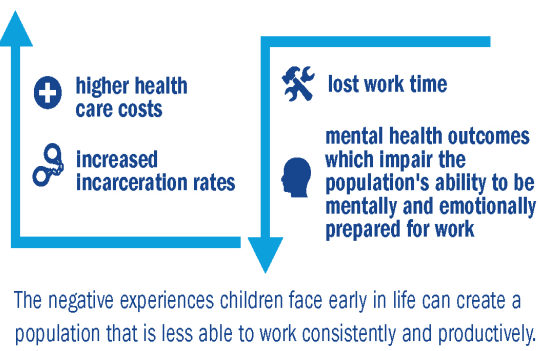 higher health
care costs
increased
incarceration rates
lost work time
mental health outcomes
which impair the
population's ability to be
mentally and emotionally
prepared for work
The negative experiences children face early in life can create a
population that is less able to work consistently and productively.